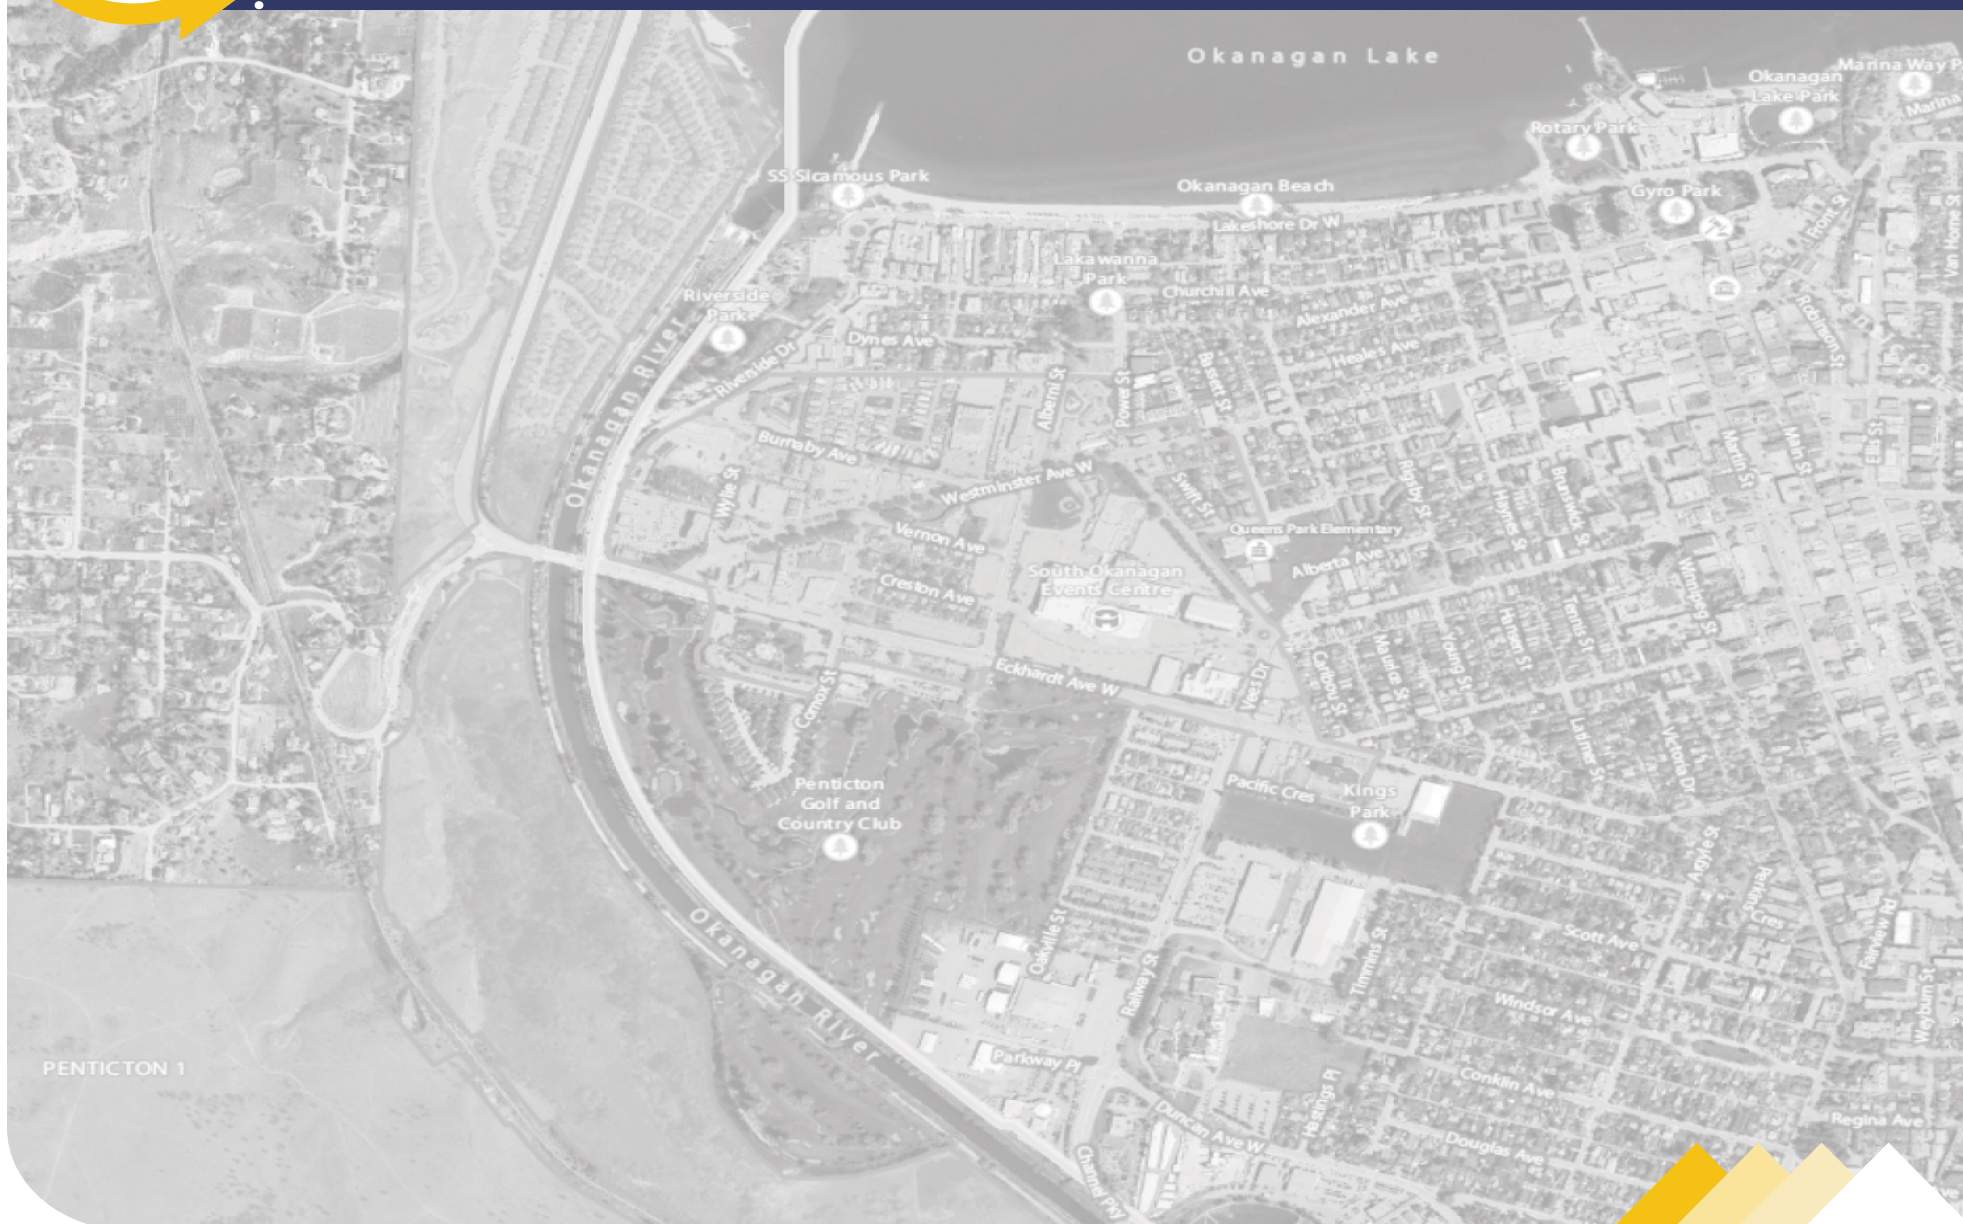 Okanagan Lake
Marina Way P
Okanagan
Lake Park
Marina
Rotary Park
SS Sicamous Park
Okanagan Beach
Gyro Park
Lakeshore Dr W
Front St
Van Horne St
Lakawanna
Park
Riverside
Park
Churchill Ave
Alexander Ave
Robinson St
Dynes Ave
Heales Ave
Riverside Dr
Okanagan River
Alberni St
Power St
Bassett St
Burnaby Ave
Westminster Ave W
Wylie St
Swift St
Rigsby St
Martin St
Main St
Ellis St
Brunswick St
Howes St
Vernon Ave
Queens Park Elementary
Alberta Ave
Creston Ave
South Okanagan
Events Centre
Winnipeg St
Tennis St
Hansen St
Young St
Maurice St
Calhoun St
Eckhardt Ave W
Vees Dr
Comox St
Latimer St
Victoria Dr
Penticton
Golf and
Country Club
Pacific Cres
Kings
Park
Argyle St
Perkins
Cres
Fairview Rd
Scott Ave
Oakville St
Railway St
Timmins St
Weyburn St
Okanagan River
Windsor Ave
Parkway Pl
PENTICTON 1
Conklin Ave
Hastings Pl
Duncan Ave W
Douglas Ave
Regina Ave
Channel Pky